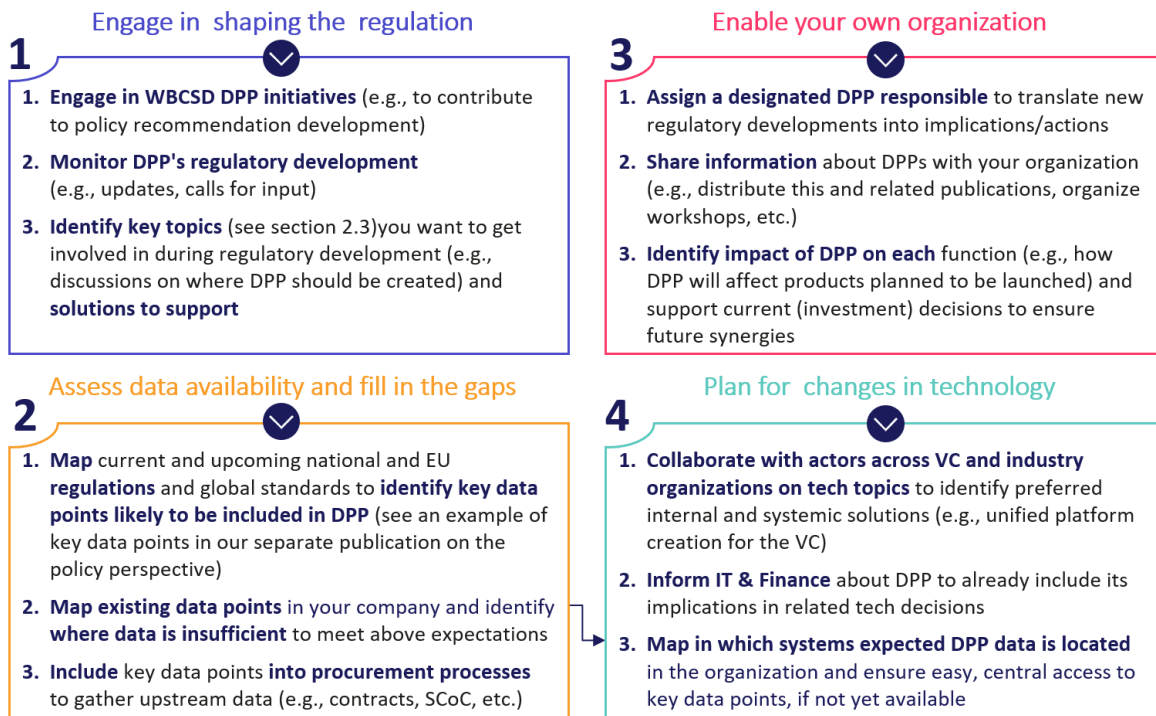 Engage in shaping the regulation
1
1. Engage in WBCSD DPP initiatives (e.g., to contribute
to policy recommendation development)
2. Monitor DPP's regulatory development
(e.g., updates, calls for input)
3. Identify key topics (see section 2.3)you want to get
involved in during regulatory development (e.g.,
discussions on where DPP should be created) and
solutions to support
Assess data availability and fill in the gaps
2
1. Map current and upcoming national and EU
regulations and global standards to identify key data
points likely to be included in DPP (see an example of
key data points in our separate publication on the
policy perspective)
2. Map existing data points in your company and identify
where data is insufficient to meet above expectations
3. Include key data points into procurement processes
to gather upstream data (e.g., contracts, SCoC, etc.)
Enable your own organization
3
1. Assign a designated DPP responsible to translate new
regulatory developments into implications/actions
2. Share information about DPPs with your organization
(e.g., distribute this and related publications, organize
workshops, etc.)
3. Identify impact of DPP on each function (e.g., how
DPP will affect products planned to be launched) and
support current (investment) decisions to ensure
future synergies
Plan for changes in technology
4
1. Collaborate with actors across VC and industry
organizations on tech topics to identify preferred
internal and systemic solutions (e.g., unified platform
creation for the VC)
2. Inform IT & Finance about DPP to already include its
implications in related tech decisions
3. Map in which systems expected DPP data is located
in the organization and ensure easy, central access to
key data points, if not yet available